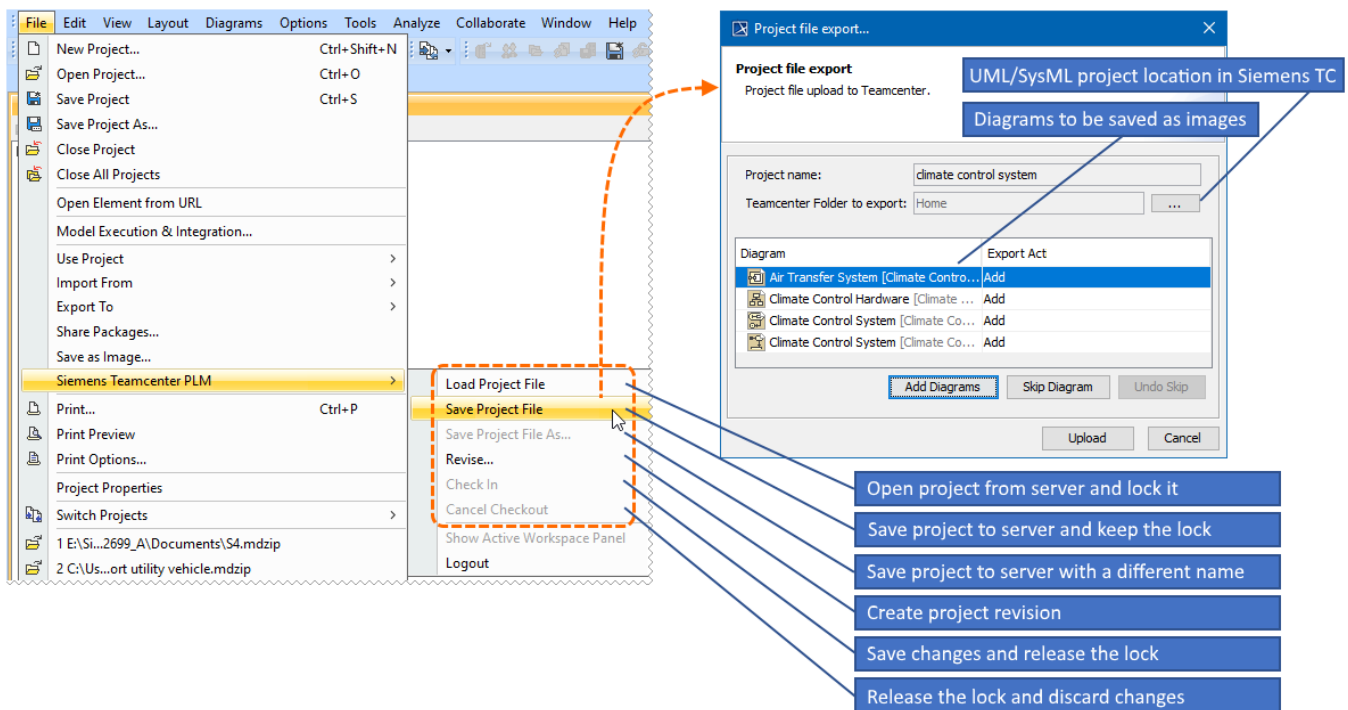 File Edit View Layout Diagrams Options Tools Analyze Collaborate Window Help
New Project... Ctrl+Shift+N
Open Project... Ctrl+O
Save Project Ctrl+S
Save Project As...
Close Project
Close All Projects
Open Element from URL
Model Execution & Integration...
Use Project
Import From
Export To
Share Packages...
Save as Image...
Siemens Teamcenter PLM
Print... Ctrl+P
Print Preview
Print Options...
Project Properties
Switch Projects
1 E:\Si...2699_A\Documents\S4.mdzip
2 C:\Us...ort utility vehicle.mdzip
Load Project File
Save Project File
Save Project File As...
Revise...
Check In
Cancel Checkout
Show Active Workspace Panel
Logout
Project file export...
Project file export
Project file upload to Teamcenter.
UML/SysML project location in Siemens TC
Diagrams to be saved as images
Project name: climate control system
Teamcenter Folder to export: Home ...
Diagram Export Act
Air Transfer System [Climate Contro... Add
Climate Control Hardware [Climate ... Add
Climate Control System [Climate Co... Add
Climate Control System [Climate Co... Add
Add Diagrams Skip Diagram Undo Skip
Upload Cancel
Open project from server and lock it
Save project to server and keep the lock
Save project to server with a different name
Create project revision
Save changes and release the lock
Release the lock and discard changes